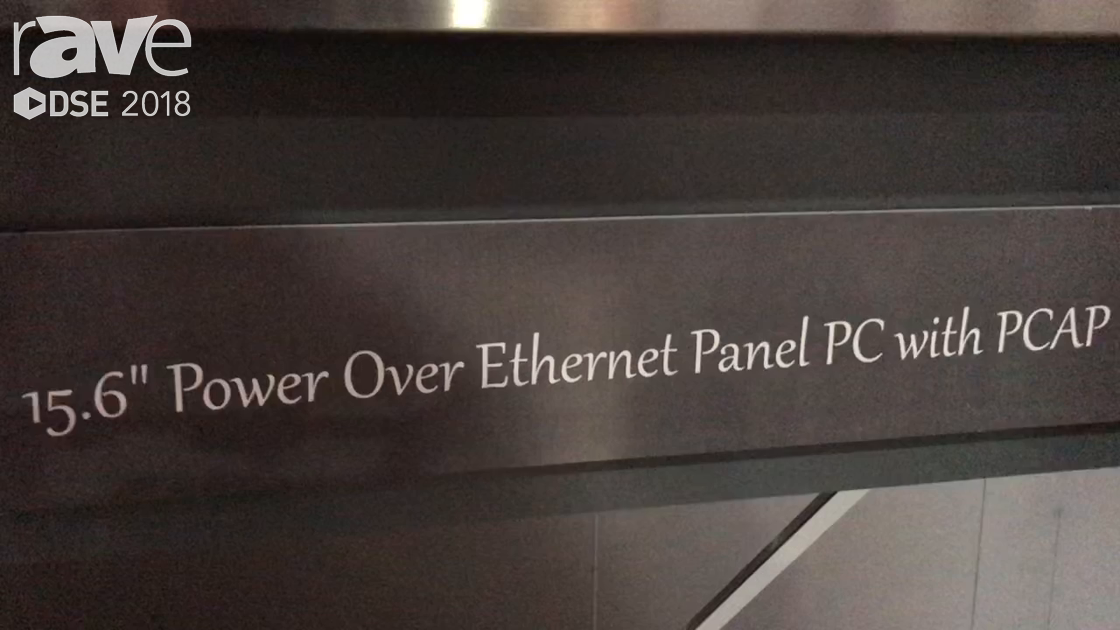 rave
DSE 2018
15.6" Power Over Ethernet Panel PC with PCAP